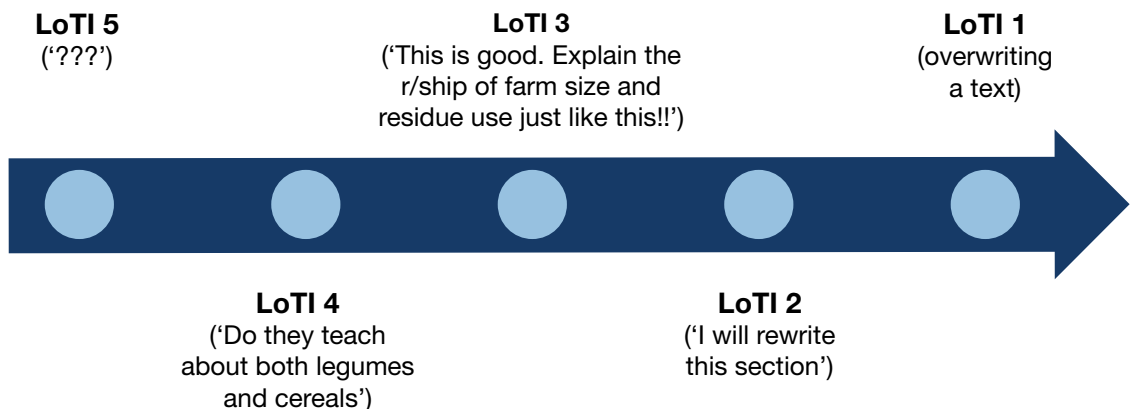 LoTI 5
(‘???’)
LoTI 3
(‘This is good. Explain the
r/ship of farm size and
residue use just like this!!’)
LoTI 1
(overwriting
a text)
LoTI 4
(‘Do they teach
about both legumes
and cereals’)
LoTI 2
(‘I will rewrite
this section’)